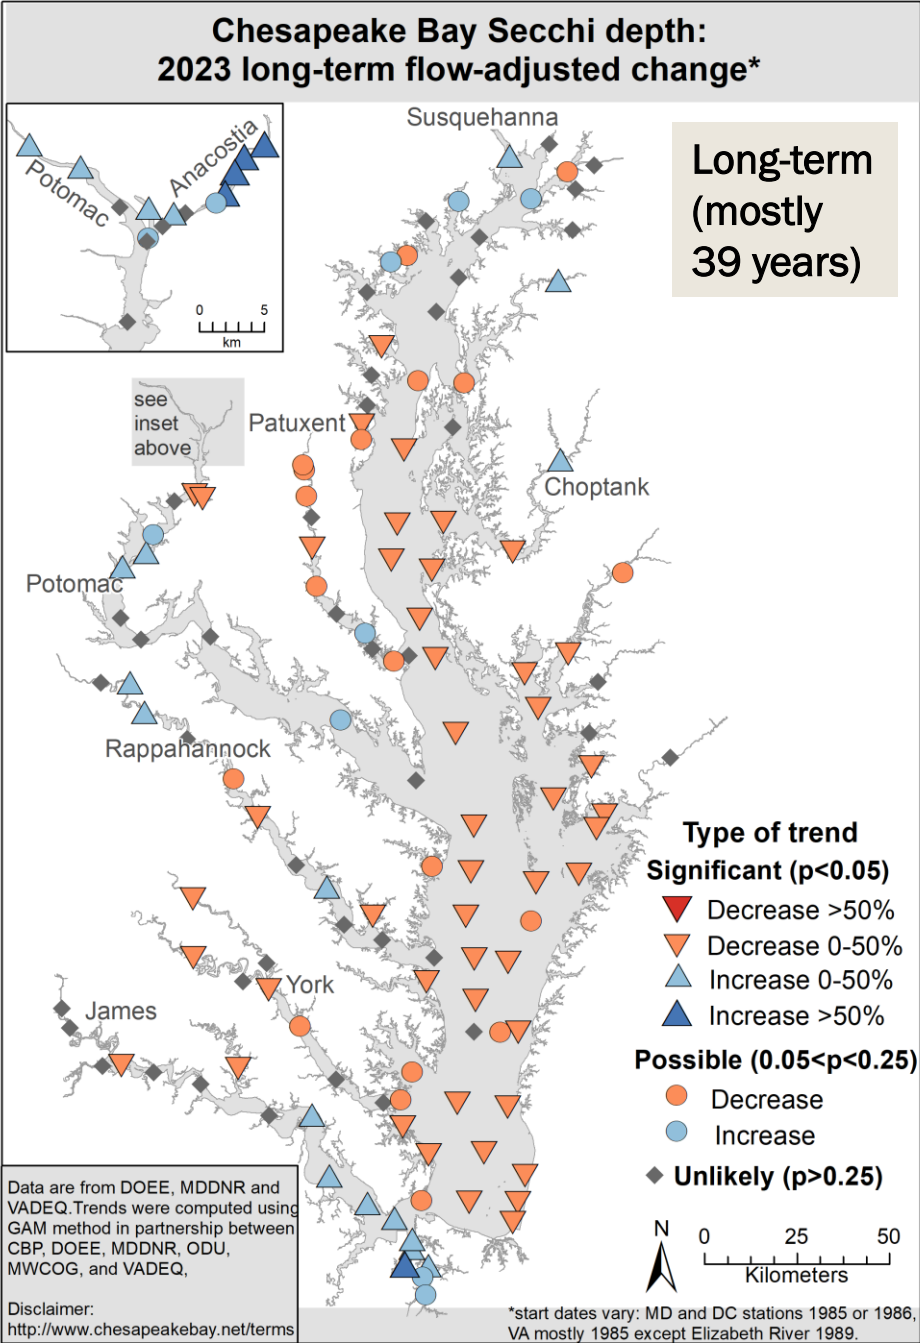 Chesapeake Bay Secchi depth:
2023 long-term flow-adjusted change*
Susquehanna
Long-term
(mostly
39 years)
Potomac
Anacostia
0 5
km
see
inset
above
Patuxent
Choptank
Potomac
Rappahannock
York
James
Type of trend
Significant (p<0.05)
Decrease >50%
Decrease 0-50%
Increase 0-50%
Increase >50%
Possible (0.05<p<0.25)
Decrease
Increase
Unlikely (p>0.25)
N
0 25 50
Kilometers
Data are from DOEE, MDDNR and
VADEQ.Trends were computed using
GAM method in partnership between
CBP, DOEE, MDDNR, ODU,
MWCOG, and VADEQ,
Disclaimer:
http://www.chesapeakebay.net/terms
*start dates vary: MD and DC stations 1985 or 1986,
VA mostly 1985 except Elizabeth River 1989.